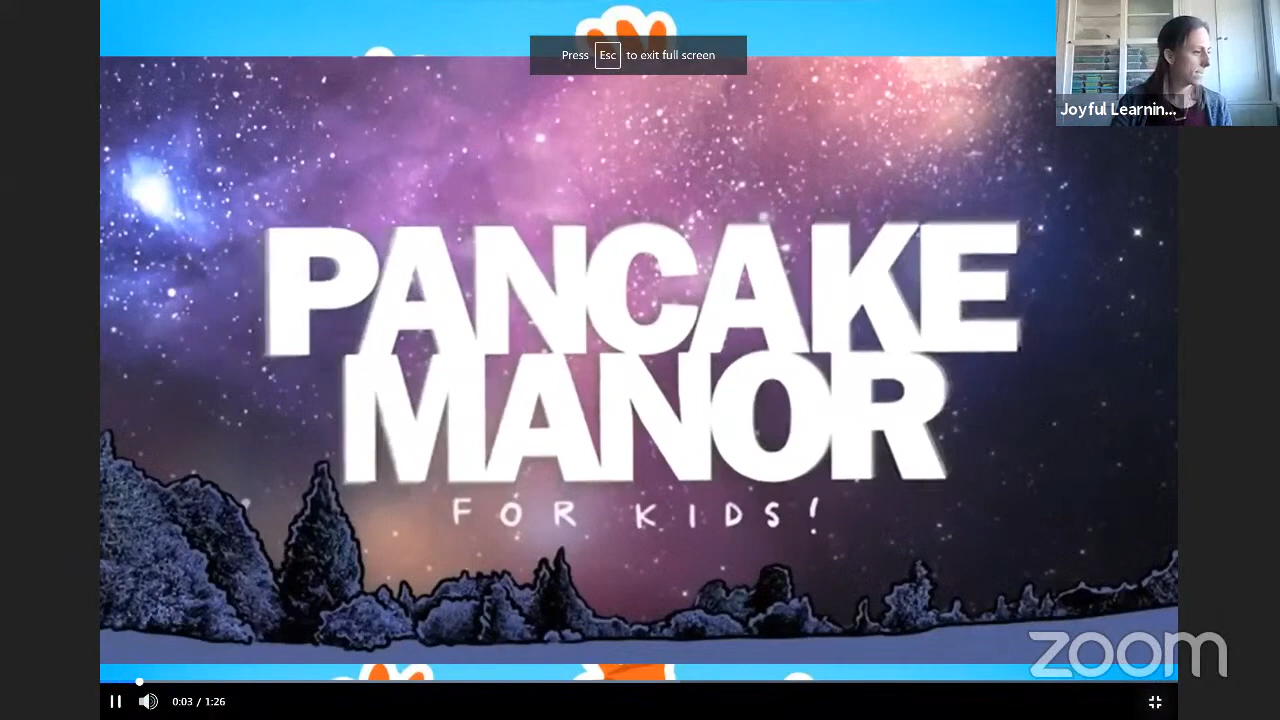 Press Esc to exit full screen
Joyful Learnin...
PANCAKE
MANOR
FOR KIDS!
zoom
0:03 / 1:26